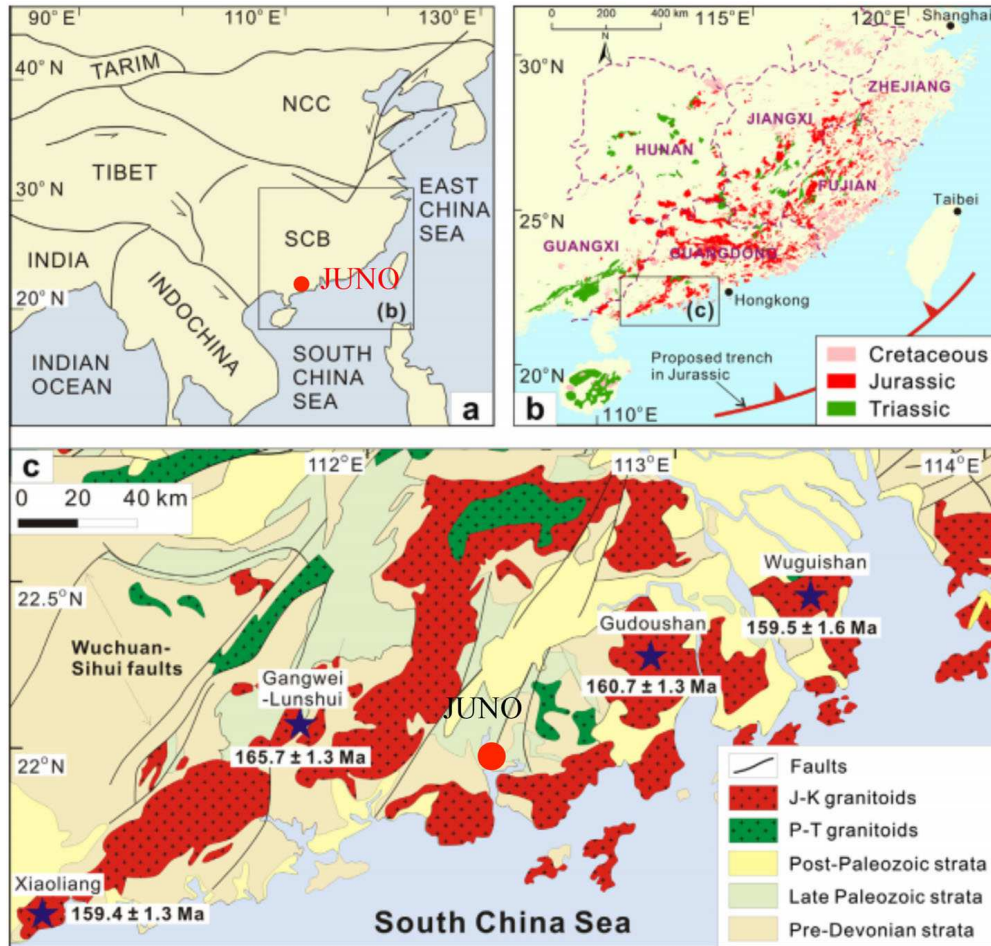 110°E
130°E
40°N
TARIM
NCC
TIBET
30°N
EAST
CHINA
SEA
SCB
INDIA
JUNO
20°N
(b)
INDOCHINA
INDIAN
OCEAN
SOUTH
CHINA
SEA
a
0 200 400 km
N
115°E
120°E
Shanghai
30°N
ZHEJIANG
JIANGXI
HUNAN
FUJIAN
Taibei
25°N
GUANGXI
GUANGDONG
(c)
Hongkong
Proposed trench
in Jurassic
20°N
110°E
Cretaceous
Jurassic
Triassic
b
c
112°E
113°E
114°E
0 20 40 km
Wuguishan
22.5°N
159.5 ± 1.6 Ma
Gudoushan
Wuchuan-
Sihui faults
160.7 ± 1.3 Ma
Gangwei
-Lunshui
JUNO
165.7 ± 1.3 Ma
22°N
Xiaoliang
159.4 ± 1.3 Ma
South China Sea
Faults
J-K granitoids
P-T granitoids
Post-Paleozoic strata
Late Paleozoic strata
Pre-Devonian strata